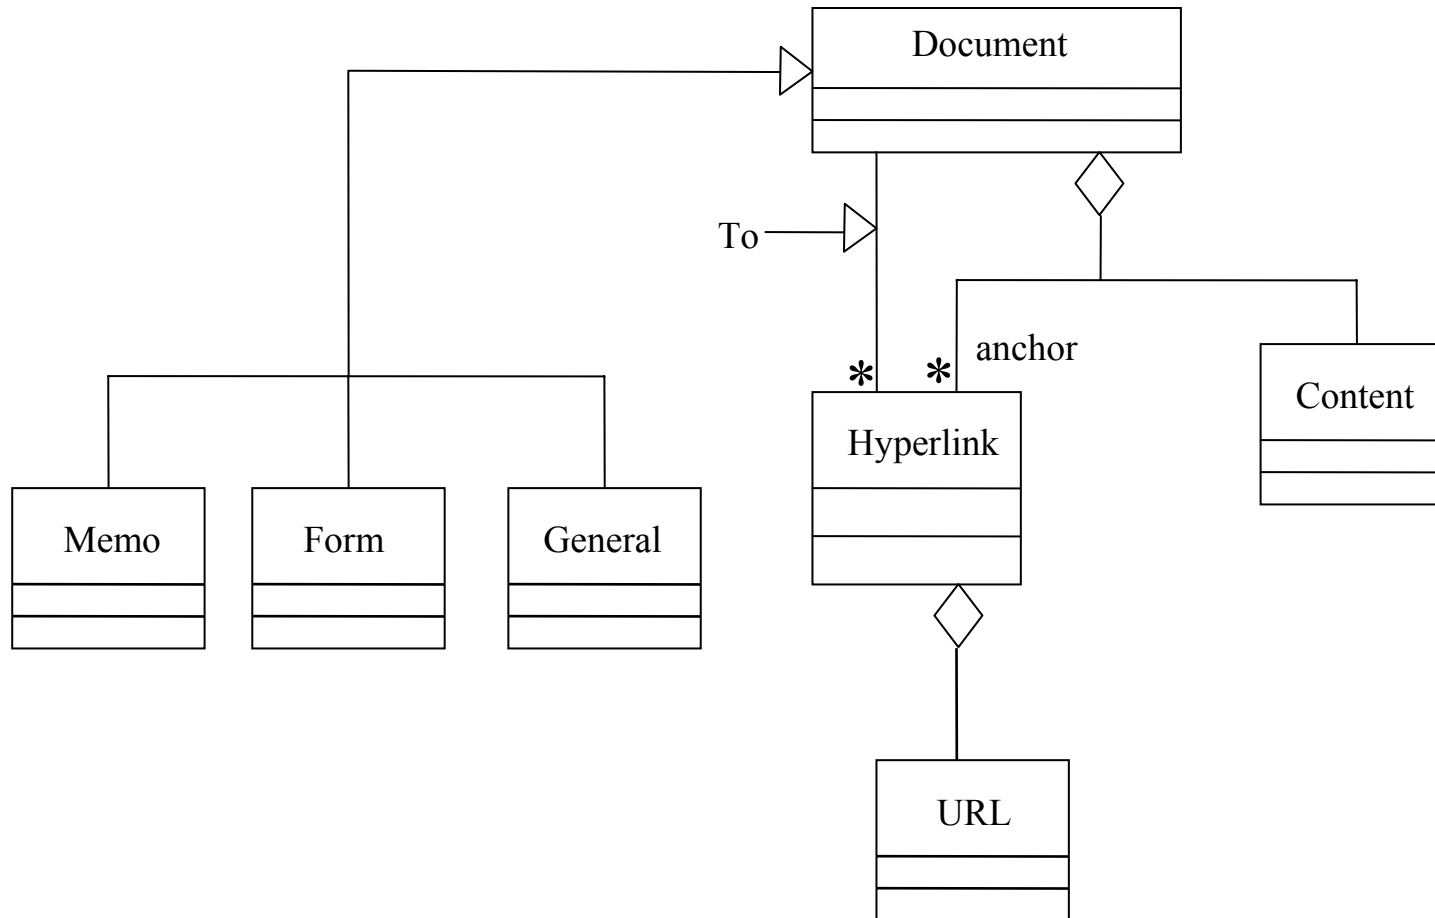 Document
To
* * anchor
Content
Hyperlink
Memo Form General
URL